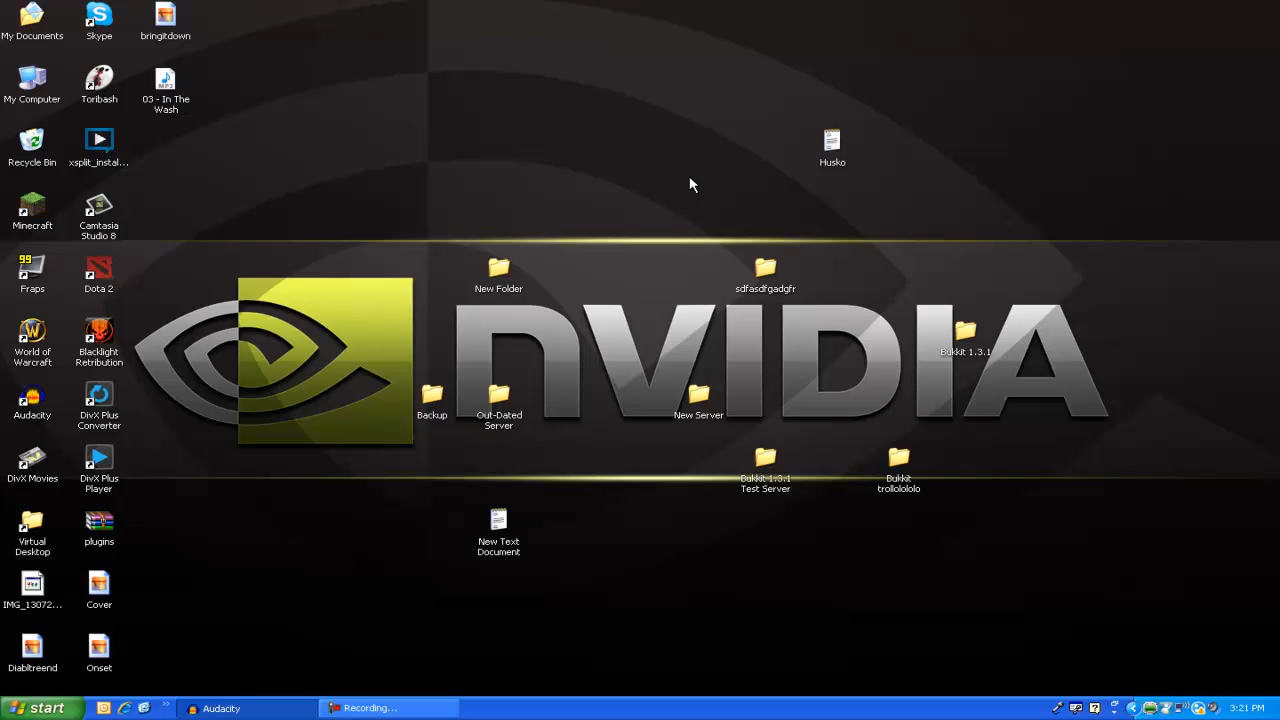 My Documents
Skype
bringitdown
My Computer
Toribash
03 - In The
Wash
Recycle Bin
xsplit_instal...
Husko
Minecraft
Camtasia
Studio 8
99
Fraps
Dota 2
New Folder
sdfasdfgadgfr
World of
Warcraft
Blacklight
Retribution
Bukkit 1.3.1
nVIDIA
Audacity
DivX Plus
Converter
Backup
Out-Dated
Server
New Server
DivX Movies
DivX Plus
Player
Bukkit 1.3.1
Test Server
Bukkit
trollolololo
Virtual
Desktop
plugins
New Text
Document
IMG_13072...
Cover
Diabltreend
Onset
start
Audacity
Recording...
3:21 PM